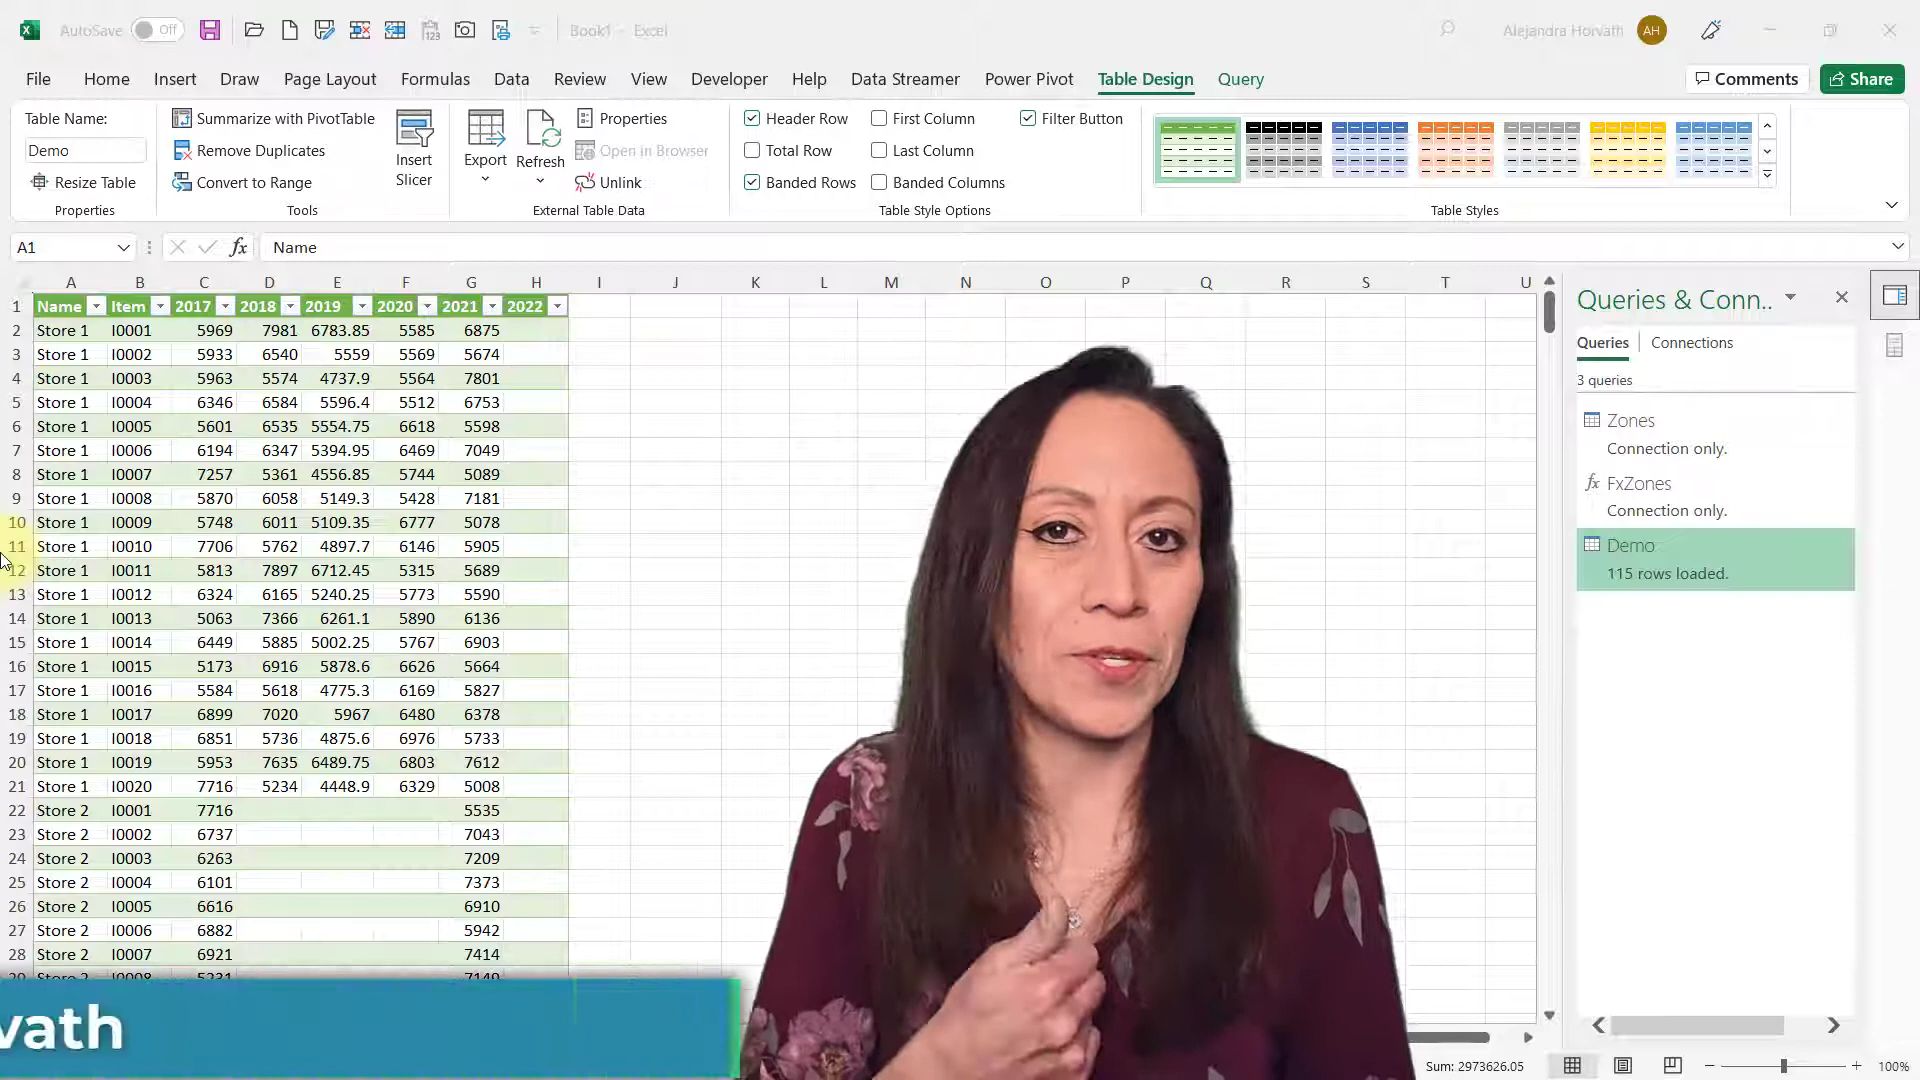 AutoSave Off Book1 - Excel Alejandra Horvath AH
File Home Insert Draw Page Layout Formulas Data Review View Developer Help Data Streamer Power Pivot Table Design Query Comments Share
Table Name:
Demo
Resize Table
Properties
Summarize with PivotTable
Remove Duplicates
Convert to Range
Tools
Insert
Slicer
Export
Refresh
Properties
Open in Browser
Unlink
External Table Data
Header Row
Total Row
Banded Rows
First Column
Last Column
Banded Columns
Filter Button
Table Style Options
Table Styles
A1 fx Name
A B C D E F G H I J K L M N O P Q R S T U
1 Name Item 2017 2018 2019 2020 2021 2022
2 Store 1 I0001 5969 7981 6783.85 5585 6875
3 Store 1 I0002 5933 6540 5559 5569 5674
4 Store 1 I0003 5963 5574 4737.9 5564 7801
5 Store 1 I0004 6346 6584 5596.4 5512 6753
6 Store 1 I0005 5601 6535 5554.75 6618 5598
7 Store 1 I0006 6194 6347 5394.95 6469 7049
8 Store 1 I0007 7257 5361 4556.85 5744 5089
9 Store 1 I0008 5870 6058 5149.3 5428 7181
10 Store 1 I0009 5748 6011 5109.35 6777 5078
11 Store 1 I0010 7706 5762 4897.7 6146 5905
12 Store 1 I0011 5813 7897 6712.45 5315 5689
13 Store 1 I0012 6324 6165 5240.25 5773 5590
14 Store 1 I0013 5063 7366 6261.1 5890 6136
15 Store 1 I0014 6449 5885 5002.25 5767 6903
16 Store 1 I0015 5173 6916 5878.6 6626 5664
17 Store 1 I0016 5584 5618 4775.3 6169 5827
18 Store 1 I0017 6899 7020 5967 6480 6378
19 Store 1 I0018 6851 5736 4875.6 6976 5733
20 Store 1 I0019 5953 7635 6489.75 6803 7612
21 Store 1 I0020 7716 5234 4448.9 6329 5008
22 Store 2 I0001 7716 5535
23 Store 2 I0002 6737 7043
24 Store 2 I0003 6263 7209
25 Store 2 I0004 6101 7373
26 Store 2 I0005 6616 6910
27 Store 2 I0006 6882 5942
28 Store 2 I0007 6921 7414
Queries & Conn..
Queries Connections
3 queries
Zones
Connection only.
fx FxZones
Connection only.
Demo
115 rows loaded.
vath
Sum: 2973626.05 100%